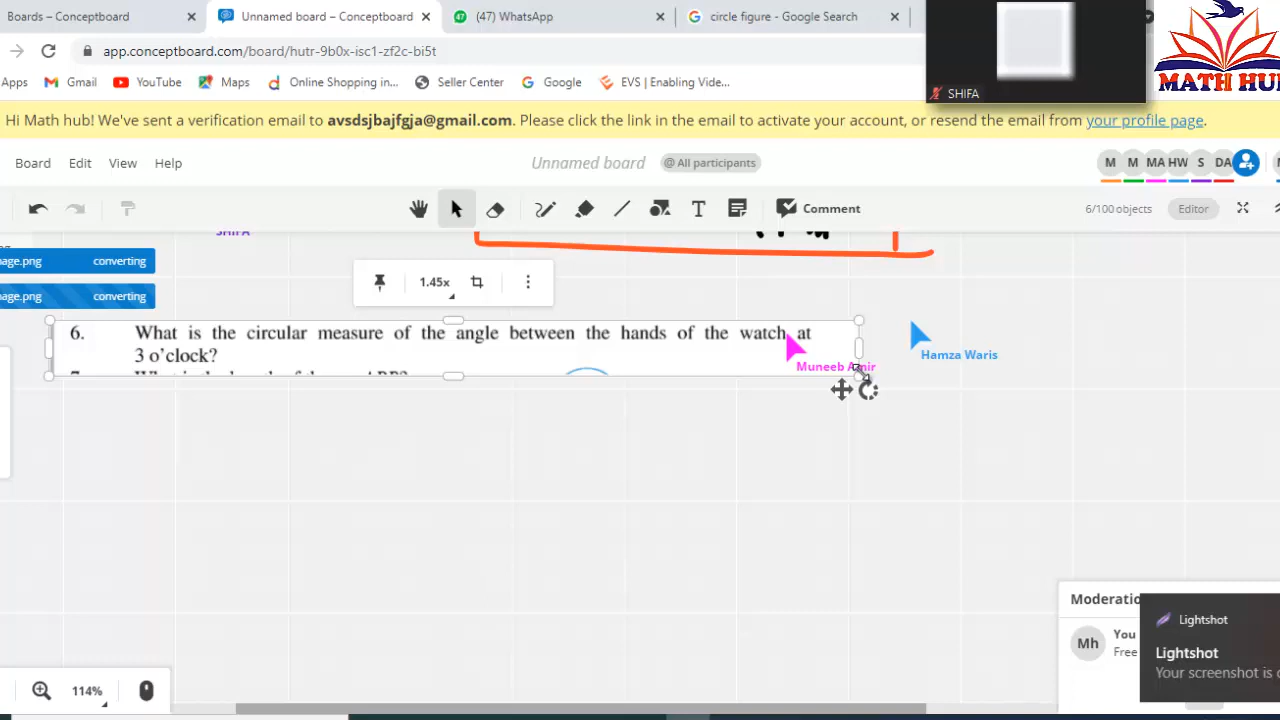 Boards – Conceptboard
Unnamed board – Conceptboard
(47) WhatsApp
circle figure - Google Search
app.conceptboard.com/board/hutr-9b0x-isc1-zf2c-bi5t
Apps
Gmail
YouTube
Maps
Online Shopping in...
Seller Center
Google
EVS | Enabling Vide...
SHIFA
MATH HUB
Hi Math hub! We've sent a verification email to avsdsjbajfgja@gmail.com. Please click the link in the email to activate your account, or resend the email from your profile page.
Board
Edit
View
Help
Unnamed board
@ All participants
M M MA HW S DA
T
Comment
6/100objects
Editor
SHIFA
nage.png converting
nage.png converting
1.45x
6. What is the circular measure of the angle between the hands of the watch at
3 o'clock?
Muneeb Amir
Hamza Waris
Moderatio
Mh
You
Free
Lightshot
Lightshot
Your screenshot is
114%